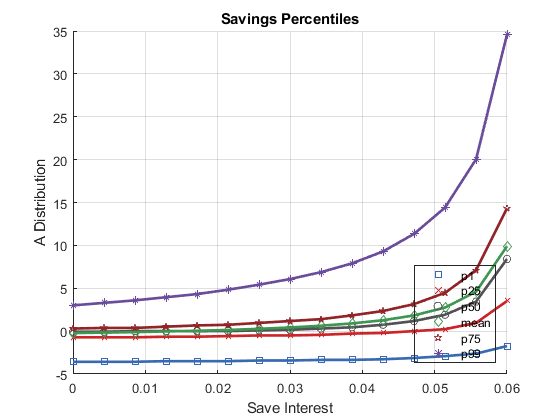 Savings Percentiles
35
30
25
20
15
10
5
0
-5
A Distribution
p1
p25
p50
mean
p75
p99
0 0.01 0.02 0.03 0.04 0.05 0.06
Save Interest